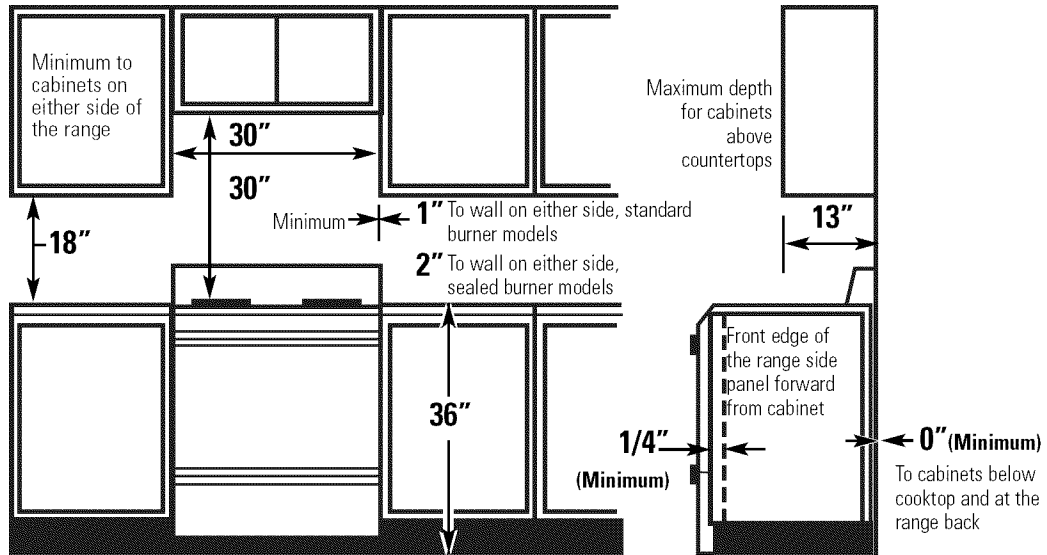 Minimum to
cabinets on
either side of
the range
30"
30"
18"
Minimum
1" To wall on either side, standard
burner models
2" To wall on either side,
sealed burner models
36"
Maximum depth
for cabinets
above
countertops
13"
Front edge of
the range side
panel forward
from cabinet
1/4"
(Minimum)
0" (Minimum)
To cabinets below
cooktop and at the
range back